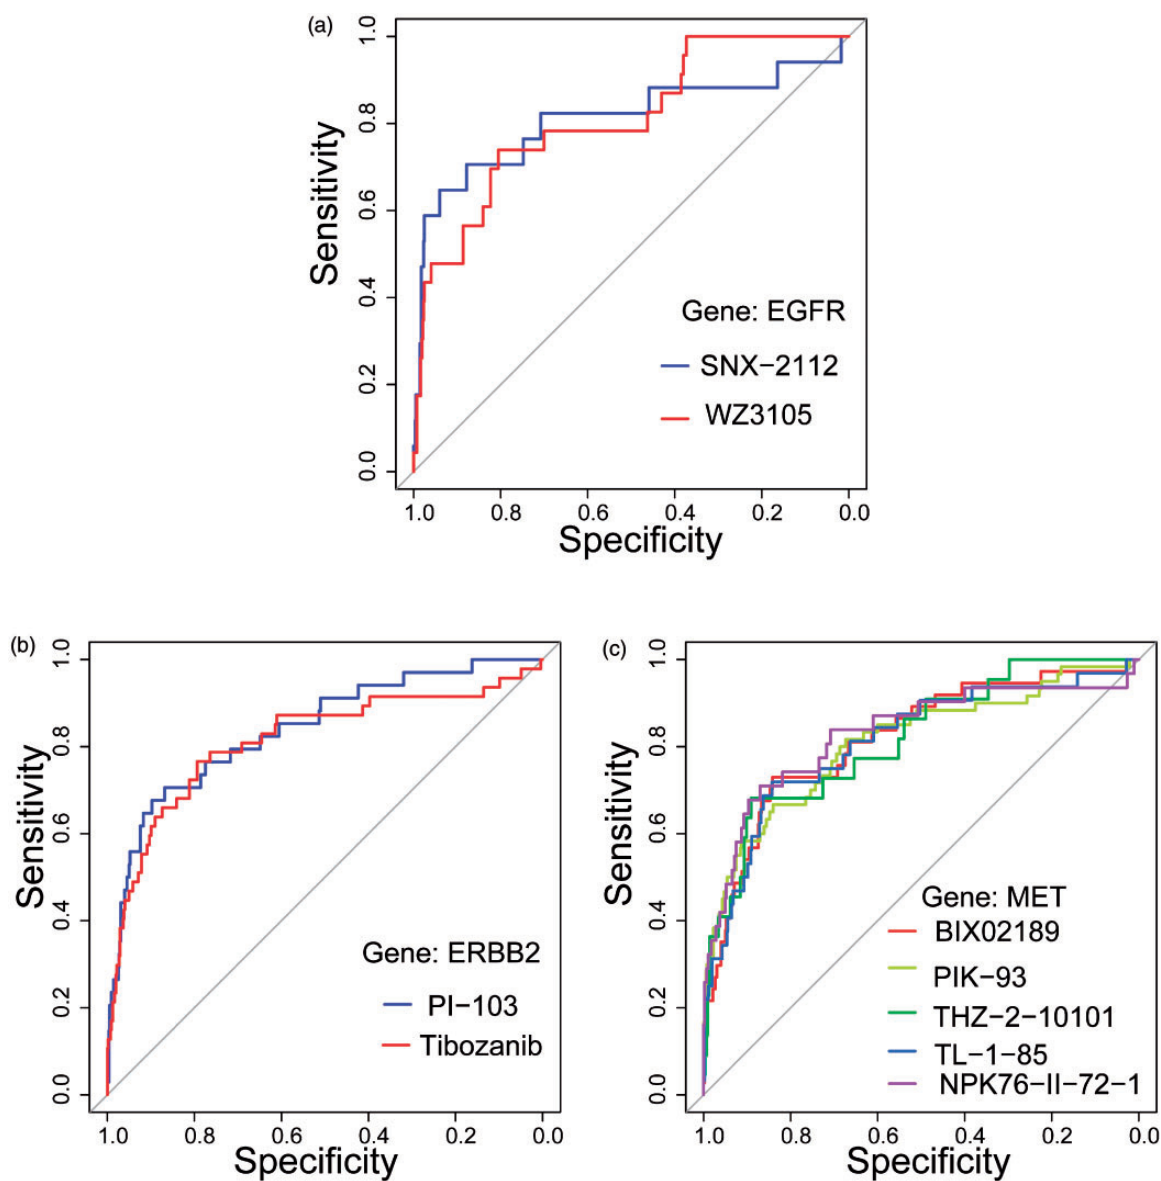 (a)
1.0
0.8
0.6
0.4
0.2
0.0
Sensitivity
Gene: EGFR
SNX−2112
WZ3105
1.0 0.8 0.6 0.4 0.2 0.0
Specificity
(b)
1.0
0.8
0.6
0.4
0.2
0.0
Sensitivity
Gene: ERBB2
PI−103
Tibozanib
1.0 0.8 0.6 0.4 0.2 0.0
Specificity
(c)
1.0
0.8
0.6
0.4
0.2
0.0
Sensitivity
Gene: MET
BIX02189
PIK−93
THZ−2−10101
TL−1−85
NPK76−II−72−1
1.0 0.8 0.6 0.4 0.2 0.0
Specificity